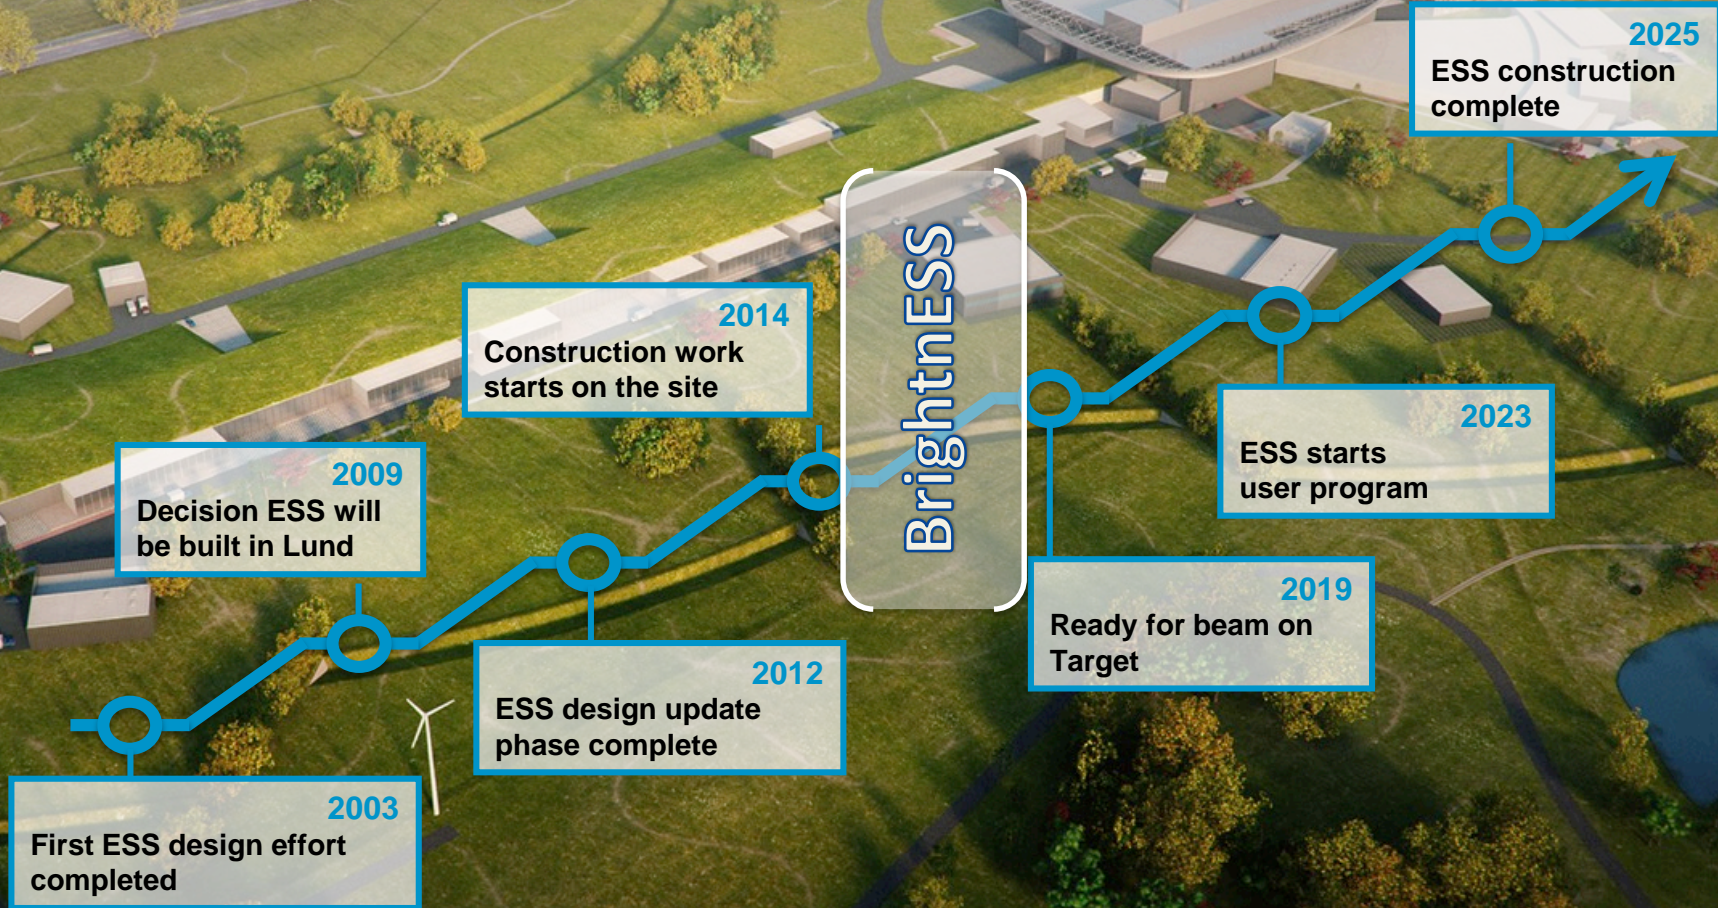 2003
First ESS design effort
completed
2009
Decision ESS will
be built in Lund
2012
ESS design update
phase complete
2014
Construction work
starts on the site
BrightnESS
2019
Ready for beam on
Target
2023
ESS starts
user program
2025
ESS construction
complete